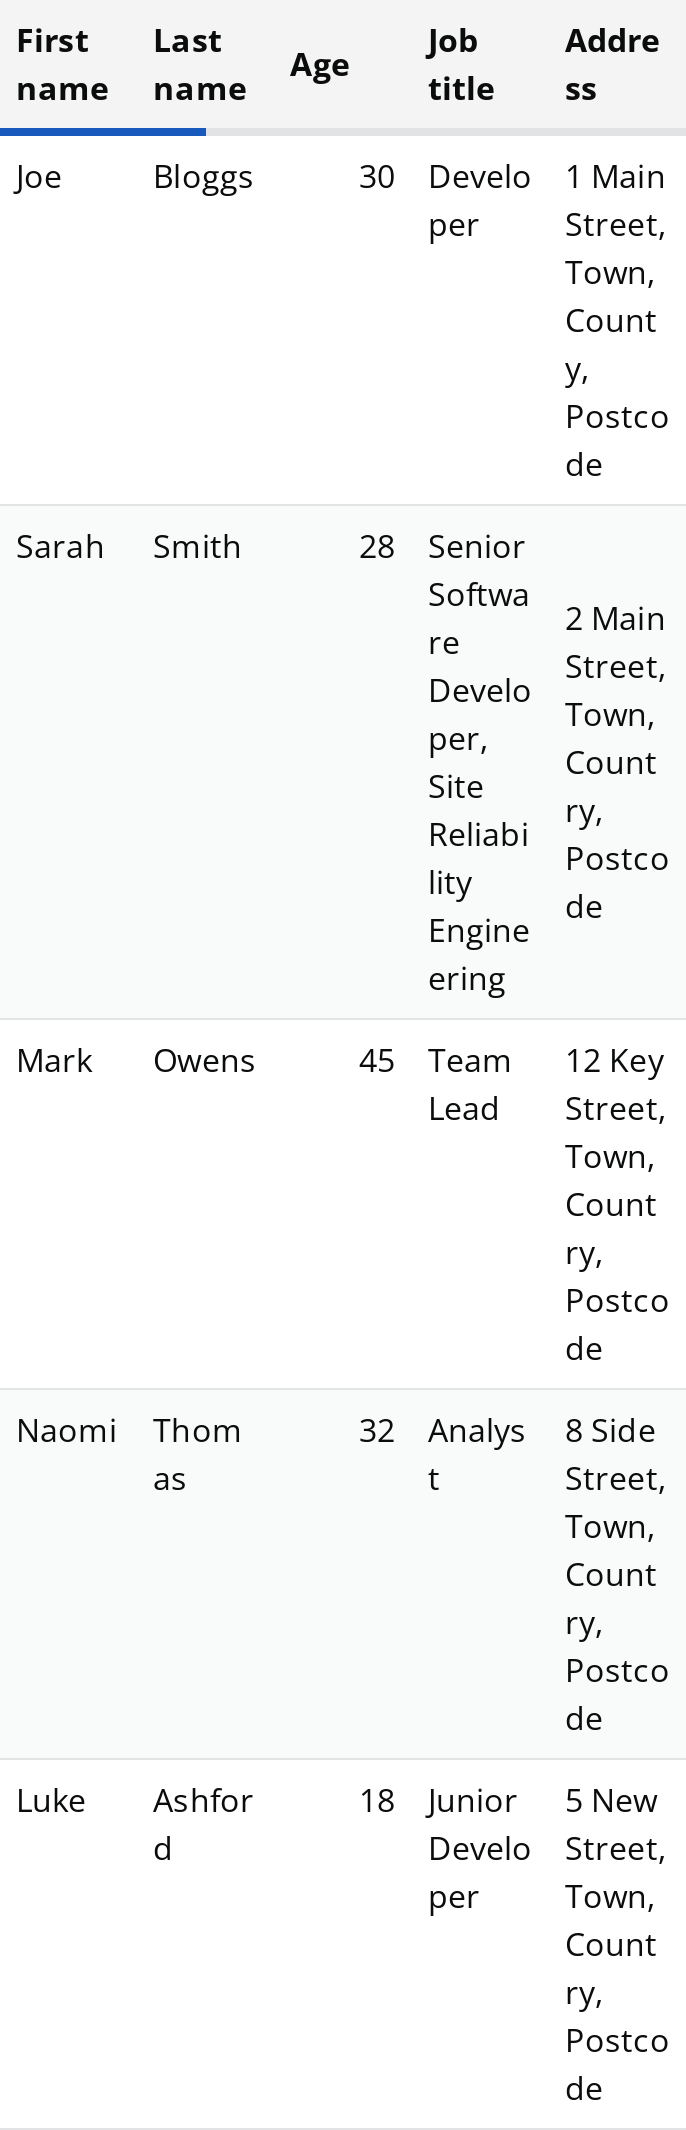 First name Last name Age Job title Address
Joe Bloggs 30 Developer 1 Main Street, Town, County, Postcode
Sarah Smith 28 Senior Software Developer, Site Reliability Engineering 2 Main Street, Town, Country, Postcode
Mark Owens 45 Team Lead 12 Key Street, Town, Country, Postcode
Naomi Thomas 32 Analyst 8 Side Street, Town, Country, Postcode
Luke Ashford 18 Junior Developer 5 New Street, Town, Country, Postcode